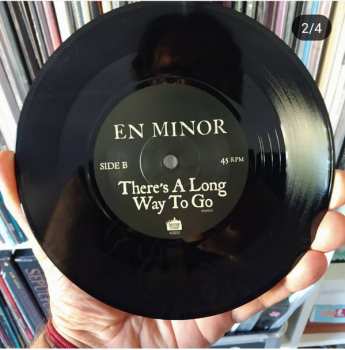 2/4
EN MINOR
SIDE B
45 RPM
There's A Long
Way To Go